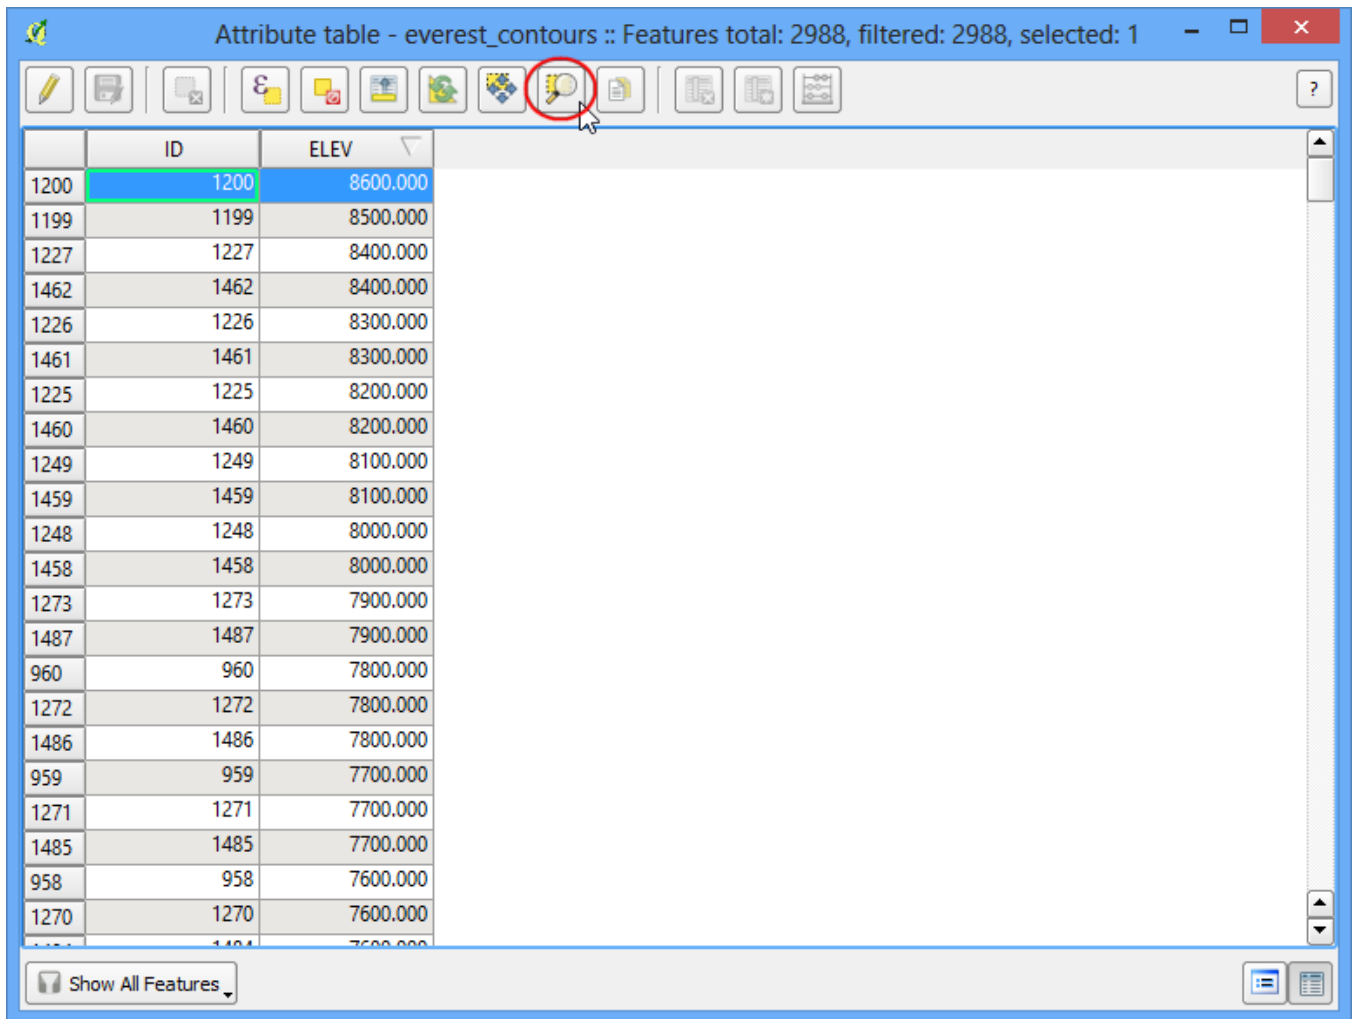 Attribute table - everest_contours :: Features total: 2988, filtered: 2988, selected: 1
ε ?
ID ELEV
1200 1200 8600.000
1199 1199 8500.000
1227 1227 8400.000
1462 1462 8400.000
1226 1226 8300.000
1461 1461 8300.000
1225 1225 8200.000
1460 1460 8200.000
1249 1249 8100.000
1459 1459 8100.000
1248 1248 8000.000
1458 1458 8000.000
1273 1273 7900.000
1487 1487 7900.000
960 960 7800.000
1272 1272 7800.000
1486 1486 7800.000
959 959 7700.000
1271 1271 7700.000
1485 1485 7700.000
958 958 7600.000
1270 1270 7600.000
Show All Features